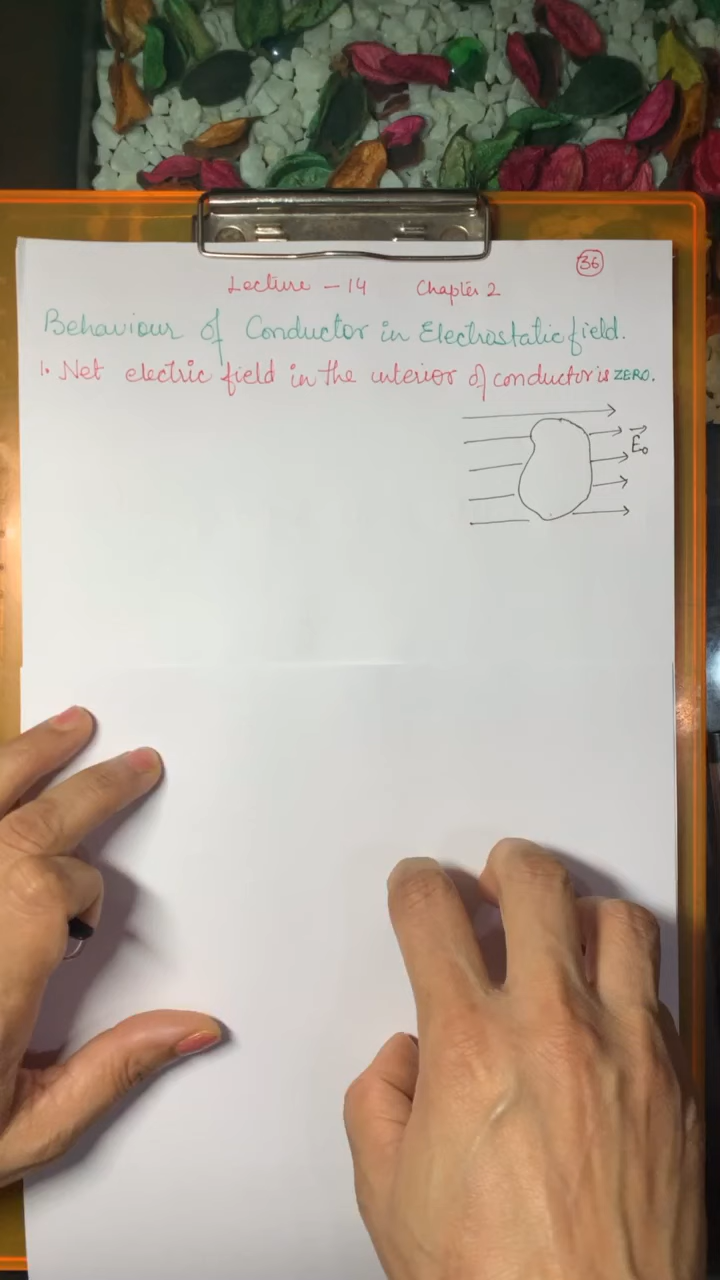 36
Lecture - 14 Chapter 2
Behaviour of Conductor in Electrostatic field.
1. Net electric field in the interior of conductor is ZERO.
E₀